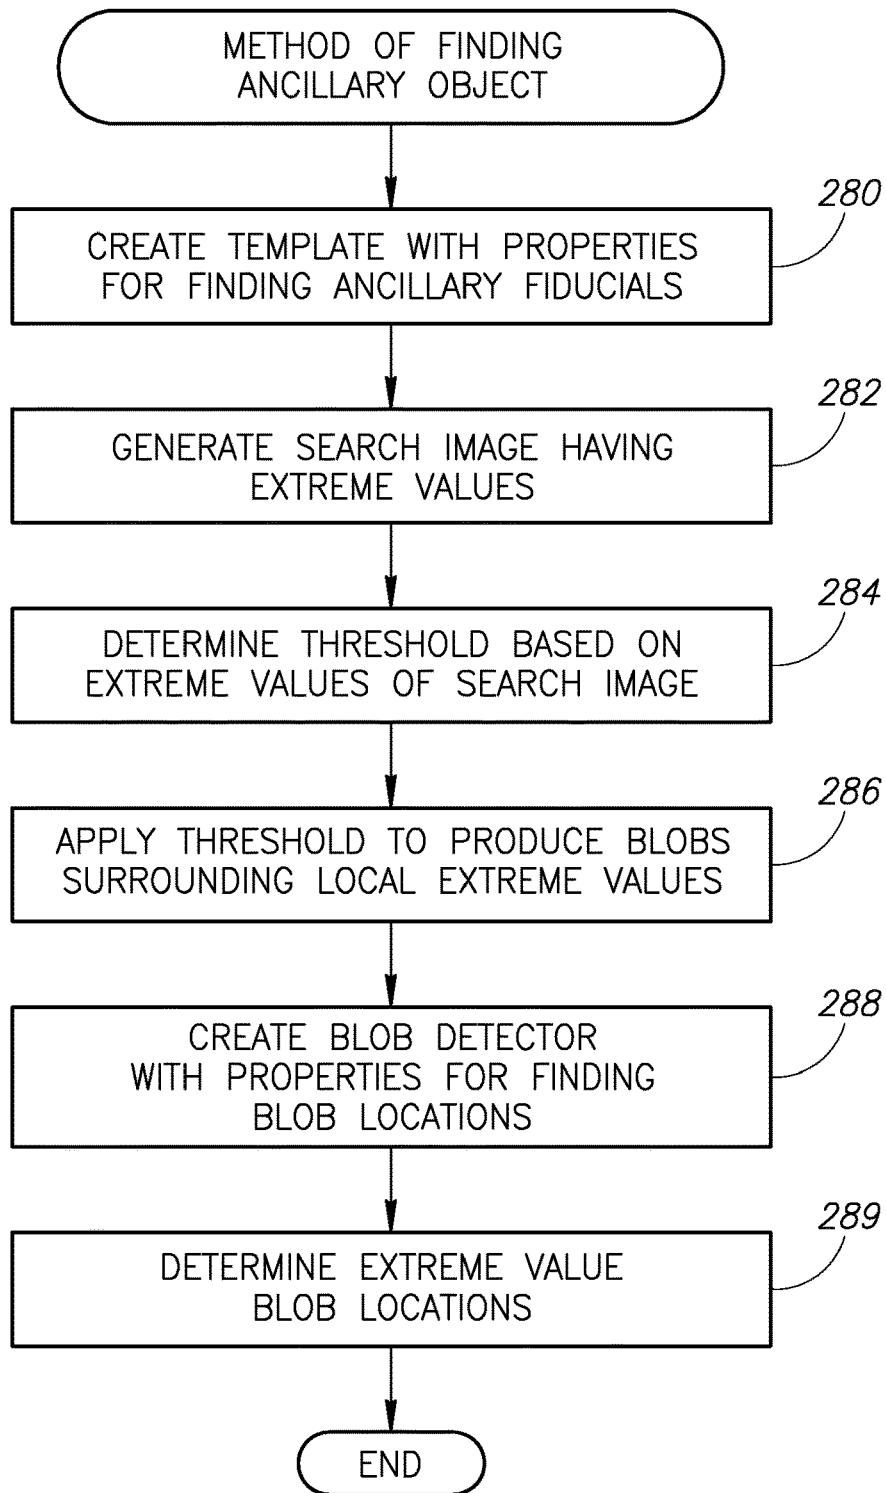 METHOD OF FINDING
ANCILLARY OBJECT
280
CREATE TEMPLATE WITH PROPERTIES
FOR FINDING ANCILLARY FIDUCIALS
282
GENERATE SEARCH IMAGE HAVING
EXTREME VALUES
284
DETERMINE THRESHOLD BASED ON
EXTREME VALUES OF SEARCH IMAGE
286
APPLY THRESHOLD TO PRODUCE BLOBS
SURROUNDING LOCAL EXTREME VALUES
288
CREATE BLOB DETECTOR
WITH PROPERTIES FOR FINDING
BLOB LOCATIONS
289
DETERMINE EXTREME VALUE
BLOB LOCATIONS
END